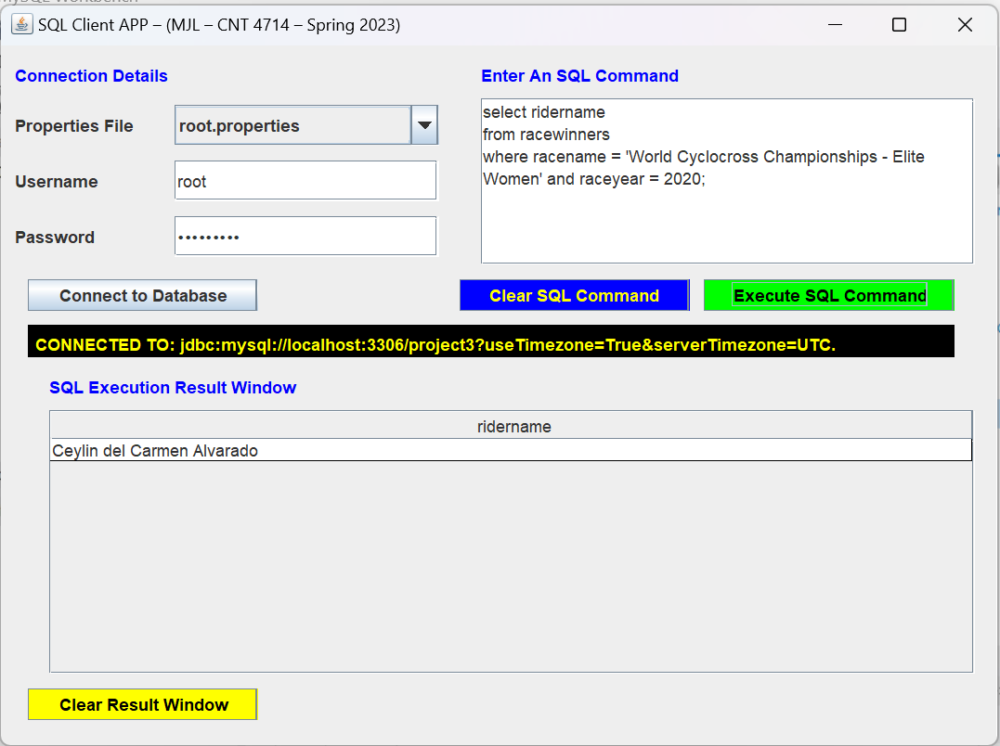 SQL Client APP – (MJL – CNT 4714 – Spring 2023)
Connection Details
Enter An SQL Command
Properties File
root.properties
Username
root
Password
•••••••••
select ridername
from racewinners
where racename = 'World Cyclocross Championships - Elite
Women' and raceyear = 2020;
Connect to Database
Clear SQL Command
Execute SQL Command
CONNECTED TO: jdbc:mysql://localhost:3306/project3?useTimezone=True&serverTimezone=UTC.
SQL Execution Result Window
ridername
Ceylin del Carmen Alvarado
Clear Result Window